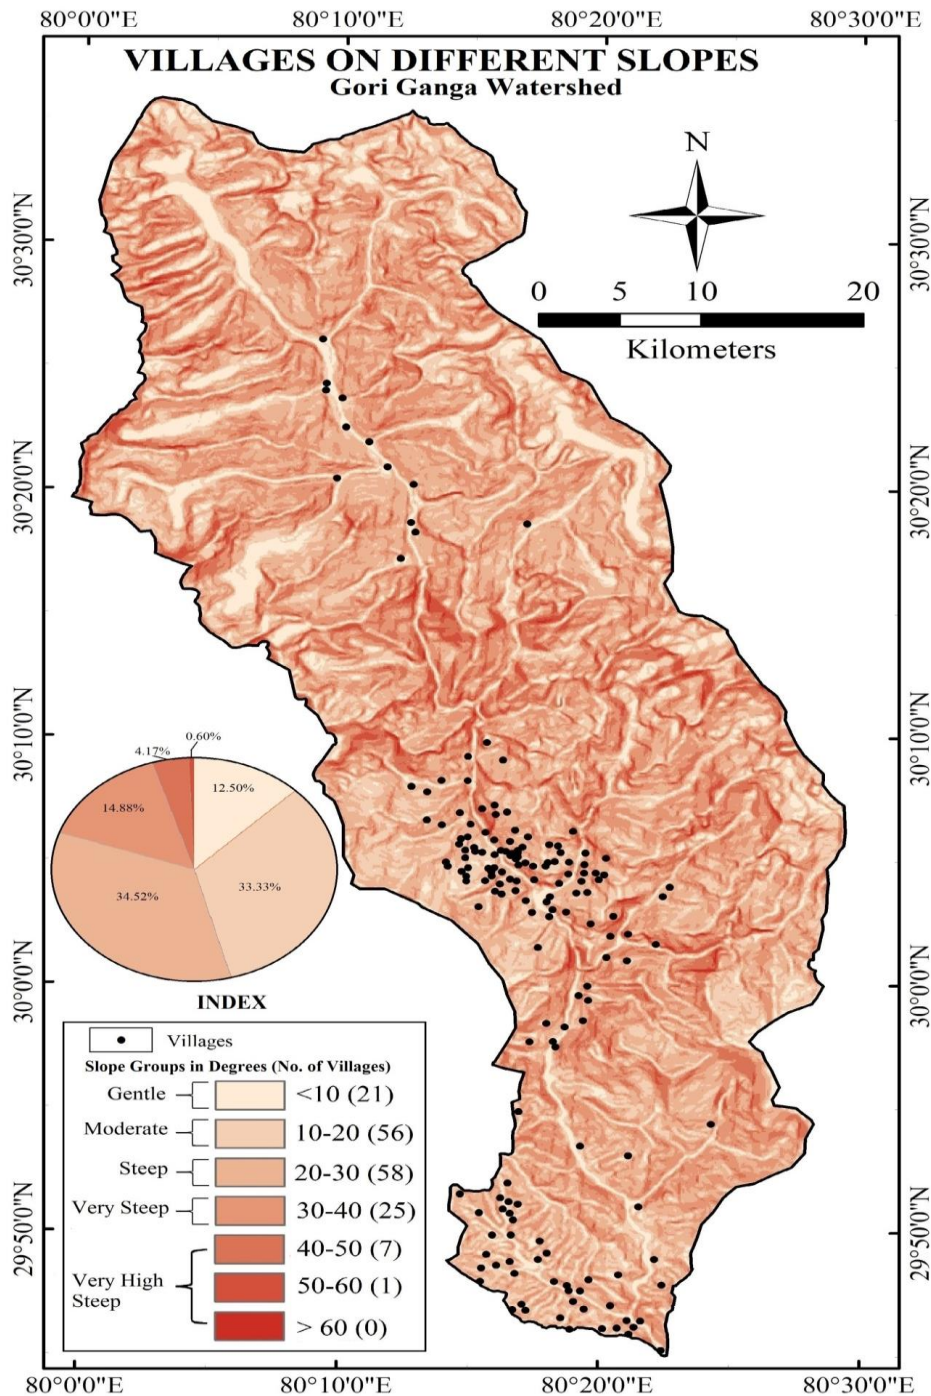 80°0'0"E 80°10'0"E 80°20'0"E 80°30'0"E
VILLAGES ON DIFFERENT SLOPES
Gori Ganga Watershed
N
30°30'0"N 30°30'0"N
0 5 10 20
Kilometers
30°20'0"N 30°20'0"N
30°10'0"N 30°10'0"N
0.60%
4.17%
12.50%
14.88%
33.33%
34.52%
30°0'0"N 30°0'0"N
INDEX
Villages
Slope Groups in Degrees (No. of Villages)
Gentle <10 (21)
Moderate 10-20 (56)
Steep 20-30 (58)
Very Steep 30-40 (25)
40-50 (7)
Very High
Steep
50-60 (1)
> 60 (0)
29°50'0"N 29°50'0"N
80°0'0"E 80°10'0"E 80°20'0"E 80°30'0"E